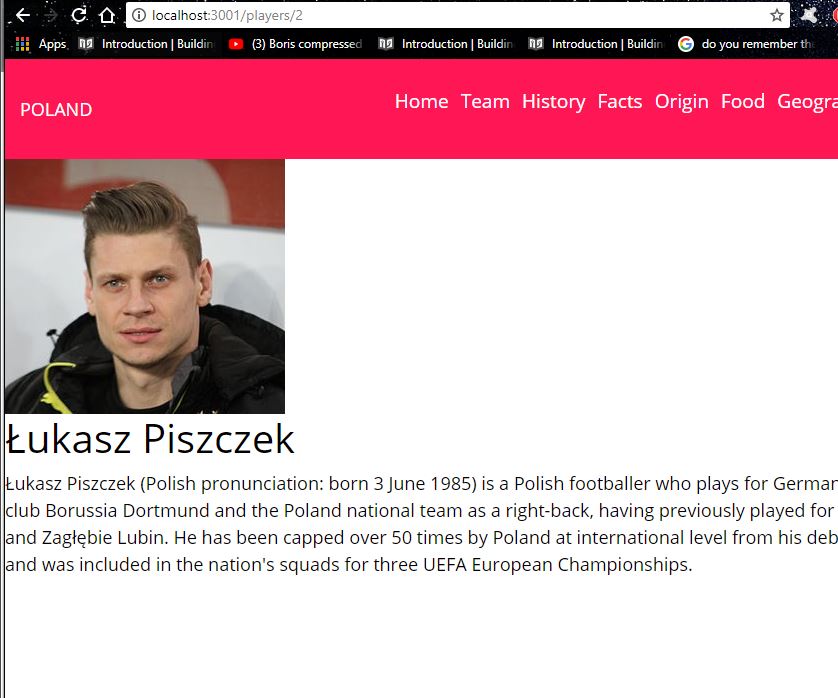 localhost:3001/players/2
Apps Introduction | Buildin (3) Boris compressed Introduction | Buildin Introduction | Buildin do you remember th
POLAND Home Team History Facts Origin Food Geogra
Łukasz Piszczek
Łukasz Piszczek (Polish pronunciation: born 3 June 1985) is a Polish footballer who plays for German
club Borussia Dortmund and the Poland national team as a right-back, having previously played for
and Zagłębie Lubin. He has been capped over 50 times by Poland at international level from his deb
and was included in the nation's squads for three UEFA European Championships.